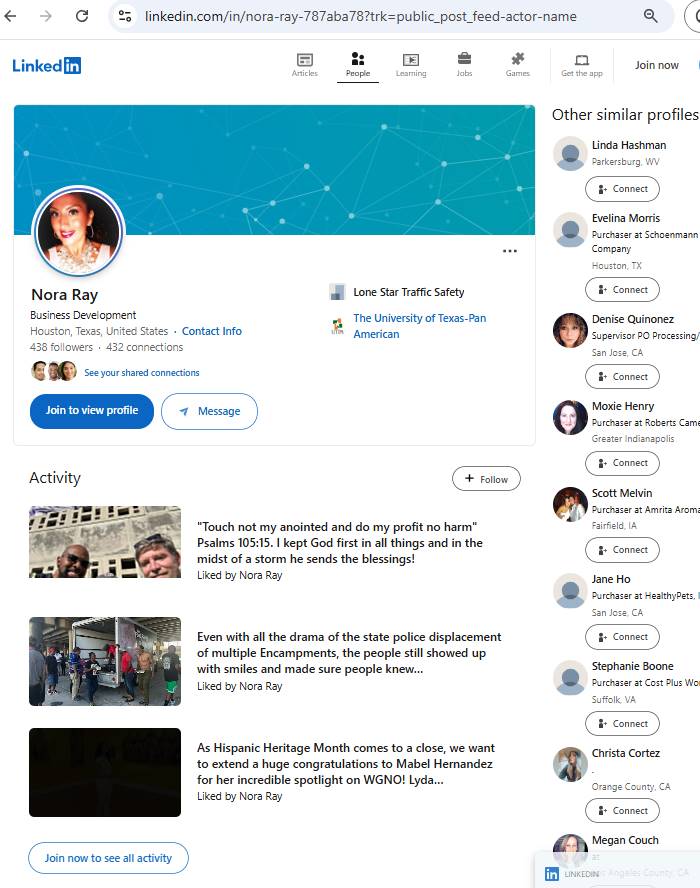 linkedin.com/in/nora-ray-787aba78?trk=public_post_feed-actor-name
Linked in
Articles
People
Learning
Jobs
Games
Get the app
Join now
Nora Ray
Business Development
Houston, Texas, United States · Contact Info
438 followers · 432 connections
See your shared connections
Join to view profile
Message
Lone Star Traffic Safety
The University of Texas-Pan
American
Activity
+ Follow
"Touch not my anointed and do my profit no harm"
Psalms 105:15. I kept God first in all things and in the
midst of a storm he sends the blessings!
Liked by Nora Ray
Even with all the drama of the state police displacement
of multiple Encampments, the people still showed up
with smiles and made sure people knew...
Liked by Nora Ray
As Hispanic Heritage Month comes to a close, we want
to extend a huge congratulations to Mabel Hernandez
for her incredible spotlight on WGNO! Lyda...
Liked by Nora Ray
Join now to see all activity
Other similar profiles
Linda Hashman
Parkersburg, WV
Connect
Evelina Morris
Purchaser at Schoenmann
Company
Houston, TX
Connect
Denise Quinonez
Supervisor PO Processing/
San Jose, CA
Connect
Moxie Henry
Purchaser at Roberts Came
Greater Indianapolis
Connect
Scott Melvin
Purchaser at Amrita Aroma
Fairfield, IA
Connect
Jane Ho
Purchaser at HealthyPets, I
San Jose, CA
Connect
Stephanie Boone
Purchaser at Cost Plus Wo
Suffolk, VA
Connect
Christa Cortez
.
Orange County, CA
Connect
Megan Couch
at
Angeles County, CA
in LINKEDIN